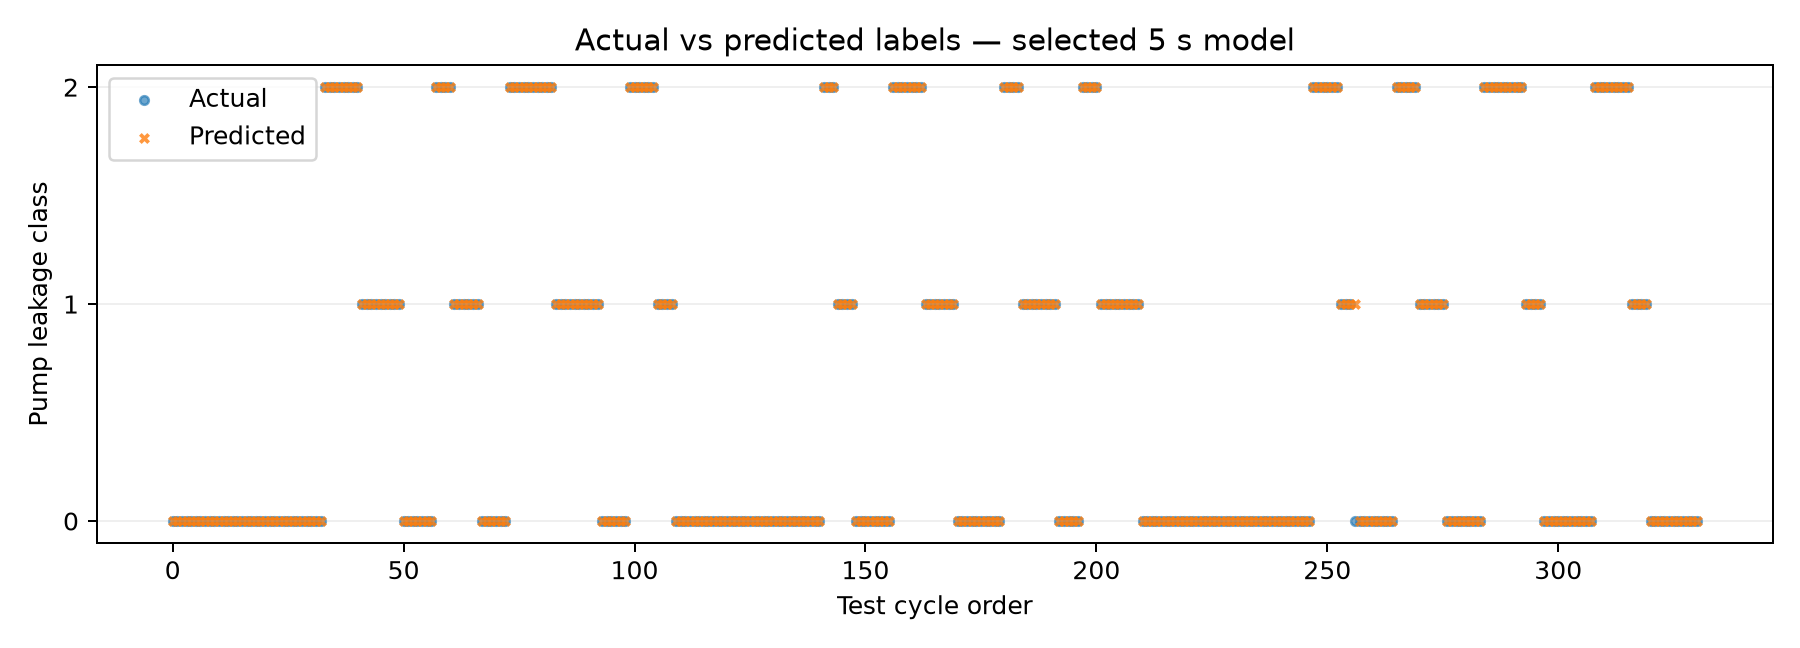 Actual vs predicted labels — selected 5 s model
Actual
Predicted
Pump leakage class
2
1
0
0 50 100 150 200 250 300
Test cycle order